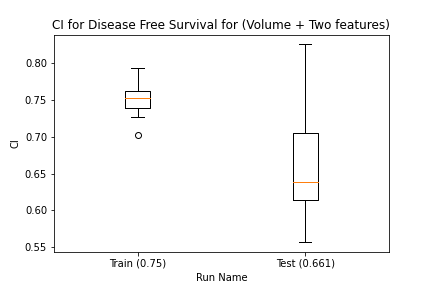 CI for Disease Free Survival for (Volume + Two features)
0.80
0.75
0.70
0.65
0.60
0.55
CI
Train (0.75)
Test (0.661)
Run Name